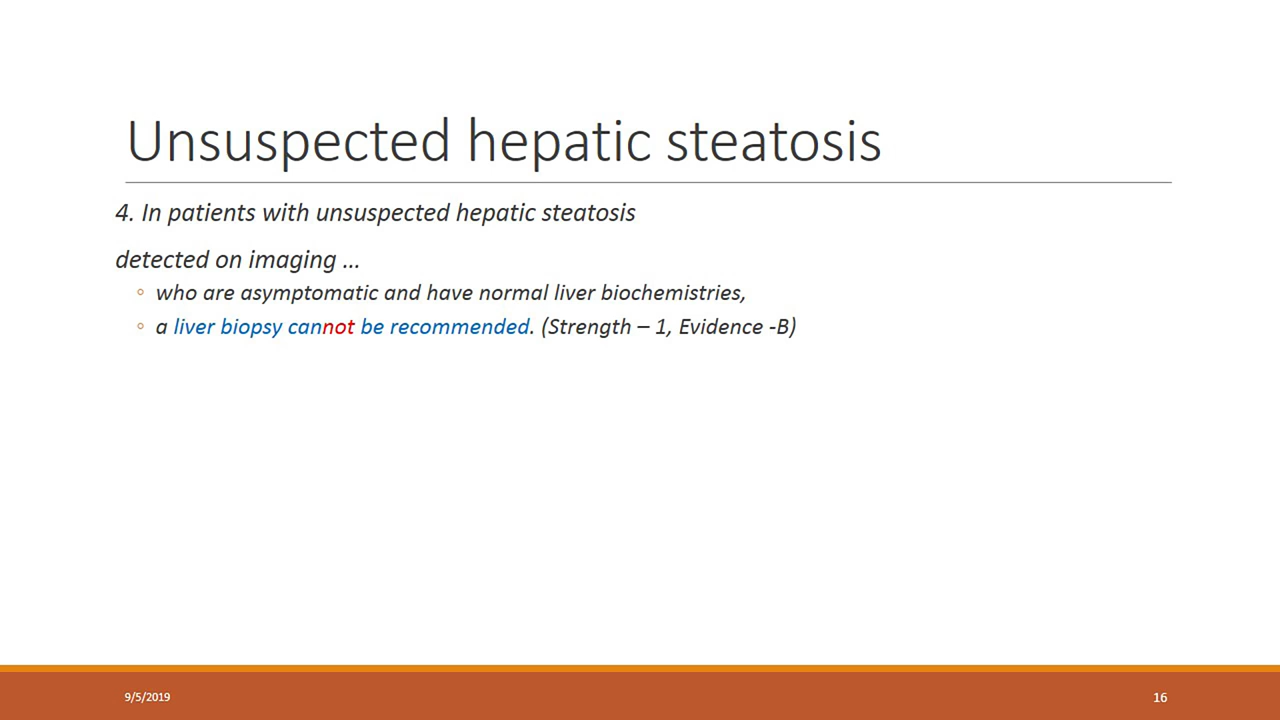 Unsuspected hepatic steatosis
4. In patients with unsuspected hepatic steatosis
detected on imaging …
◦ who are asymptomatic and have normal liver biochemistries,
◦ a liver biopsy cannot be recommended. (Strength – 1, Evidence -B)
9/5/2019
16